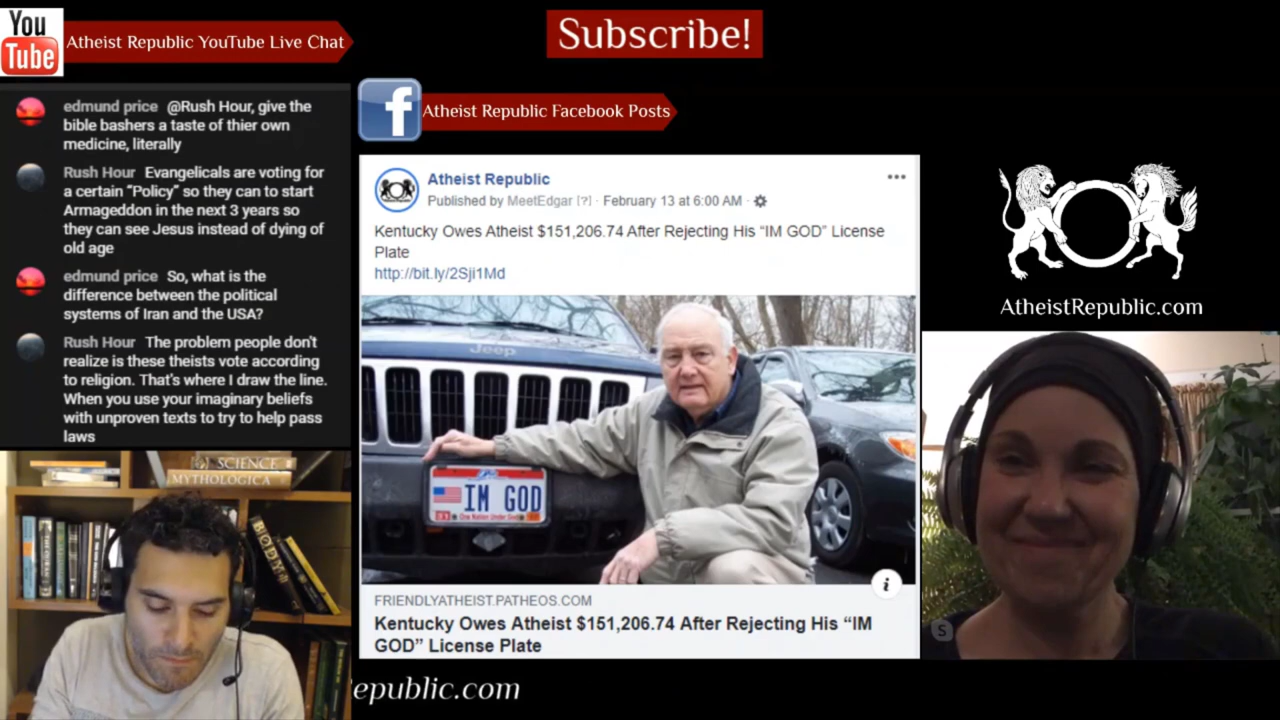 You
Tube
Atheist Republic YouTube Live Chat
Subscribe!
edmund price @Rush Hour, give the
bible bashers a taste of thier own
medicine, literally
Rush Hour Evangelicals are voting for
a certain “Policy” so they can to start
Armageddon in the next 3 years so
they can see Jesus instead of dying of
old age
edmund price So, what is the
difference between the political
systems of Iran and the USA?
Rush Hour The problem people don't
realize is these theists vote according
to religion. That's where I draw the line.
When you use your imaginary beliefs
with unproven texts to try to help pass
laws
f
Atheist Republic Facebook Posts
Atheist Republic
Published by MeetEdgar [?] · February 13 at 6:00 AM ·
Kentucky Owes Atheist $151,206.74 After Rejecting His “IM GOD” License
Plate
http://bit.ly/2Sji1Md
Jeep
IM GOD
One Nation Under God
i
FRIENDLYATHEIST.PATHEOS.COM
Kentucky Owes Atheist $151,206.74 After Rejecting His “IM
GOD” License Plate
AtheistRepublic.com
SCIENCE
MYTHOLOGICA
BODY
S
epublic.com